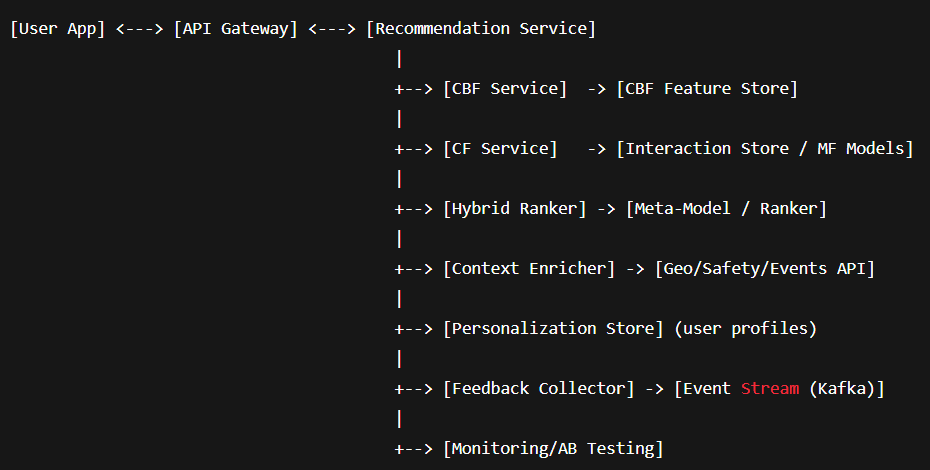 [User App] <---> [API Gateway] <---> [Recommendation Service]
|
+--> [CBF Service]  -> [CBF Feature Store]
|
+--> [CF Service]   -> [Interaction Store / MF Models]
|
+--> [Hybrid Ranker] -> [Meta-Model / Ranker]
|
+--> [Context Enricher] -> [Geo/Safety/Events API]
|
+--> [Personalization Store] (user profiles)
|
+--> [Feedback Collector] -> [Event Stream (Kafka)]
|
+--> [Monitoring/AB Testing]